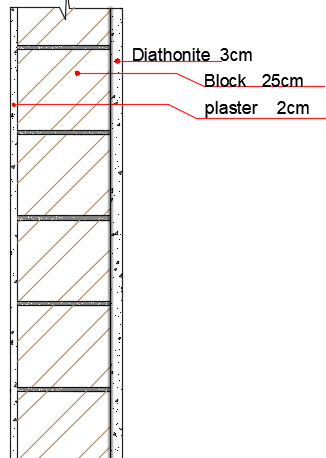 Diathonite 3cm
Block 25cm
plaster 2cm